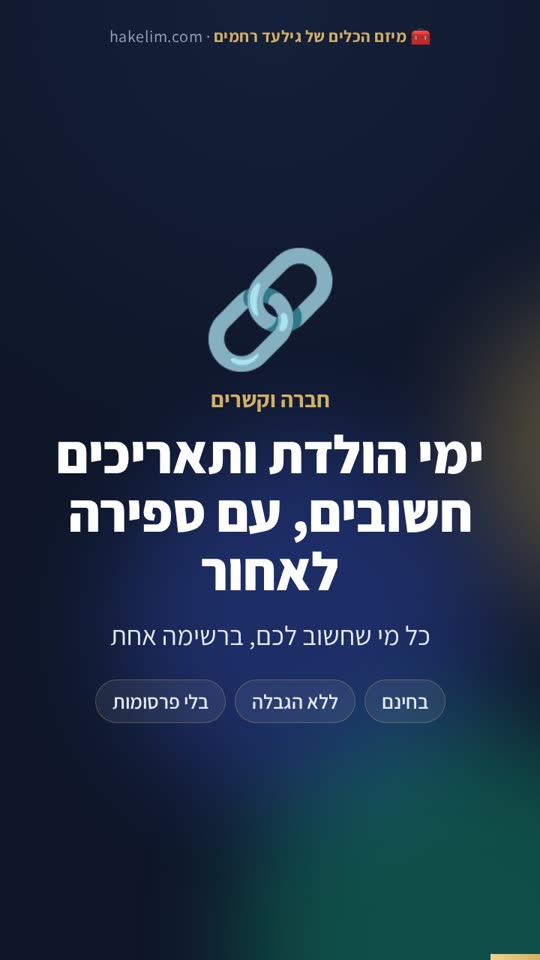 🧰 מיזם הכלים של גילעד רחמים · hakelim.com
חברה וקשרים
ימי הולדת ותאריכים
חשובים, עם ספירה
לאחור
כל מי שחשוב לכם, ברשימה אחת
בחינם
ללא הגבלה
בלי פרסומות